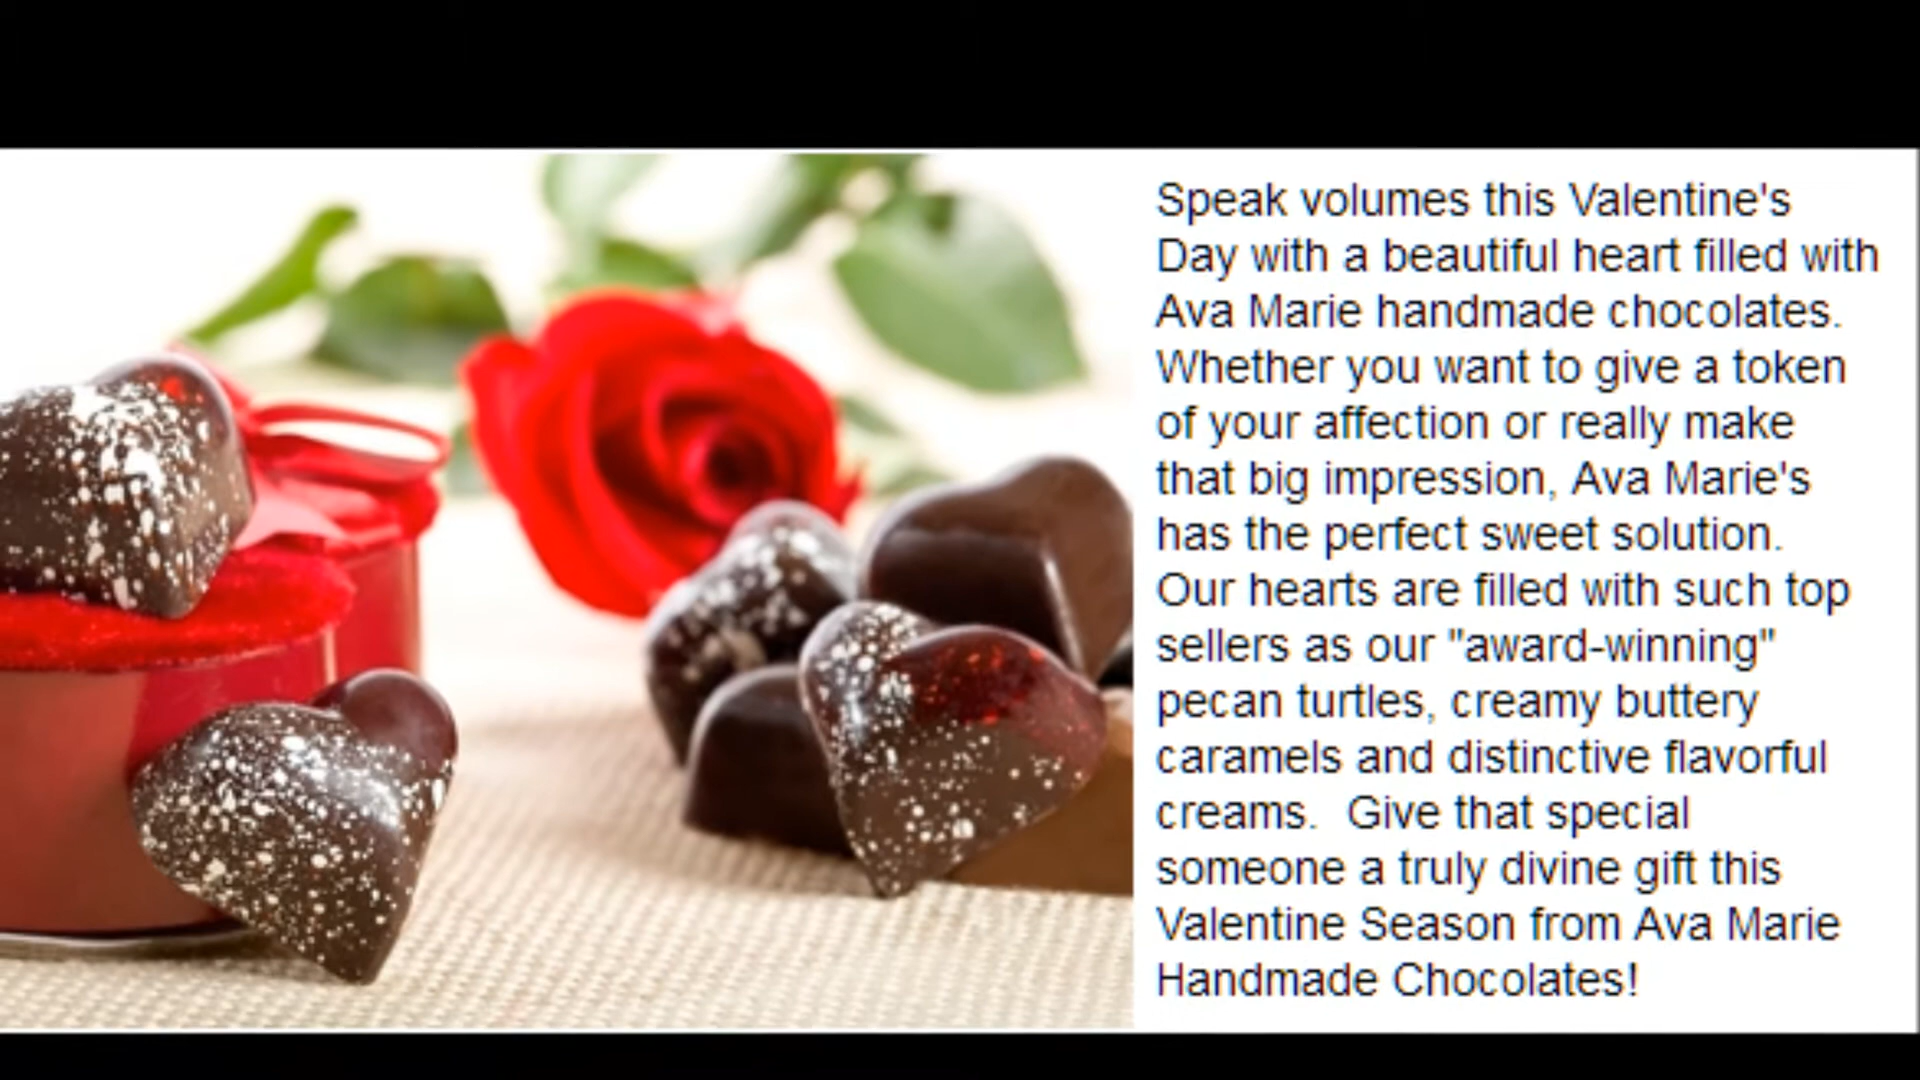 Speak volumes this Valentine's
Day with a beautiful heart filled with
Ava Marie handmade chocolates.
Whether you want to give a token
of your affection or really make
that big impression, Ava Marie's
has the perfect sweet solution.
Our hearts are filled with such top
sellers as our "award-winning"
pecan turtles, creamy buttery
caramels and distinctive flavorful
creams.  Give that special
someone a truly divine gift this
Valentine Season from Ava Marie
Handmade Chocolates!